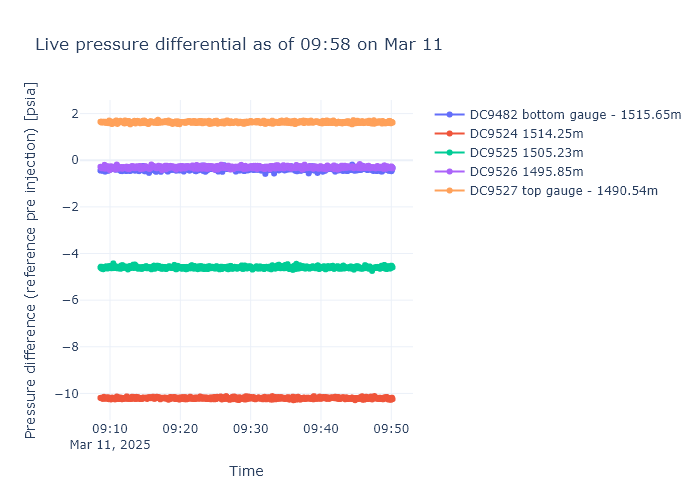 Live pressure differential as of 09:58 on Mar 11
Pressure difference (reference pre injection) [psia]
2
0
−2
−4
−6
−8
−10
09:10
Mar 11, 2025
09:20
09:30
09:40
09:50
Time
DC9482 bottom gauge - 1515.65m
DC9524 1514.25m
DC9525 1505.23m
DC9526 1495.85m
DC9527 top gauge - 1490.54m